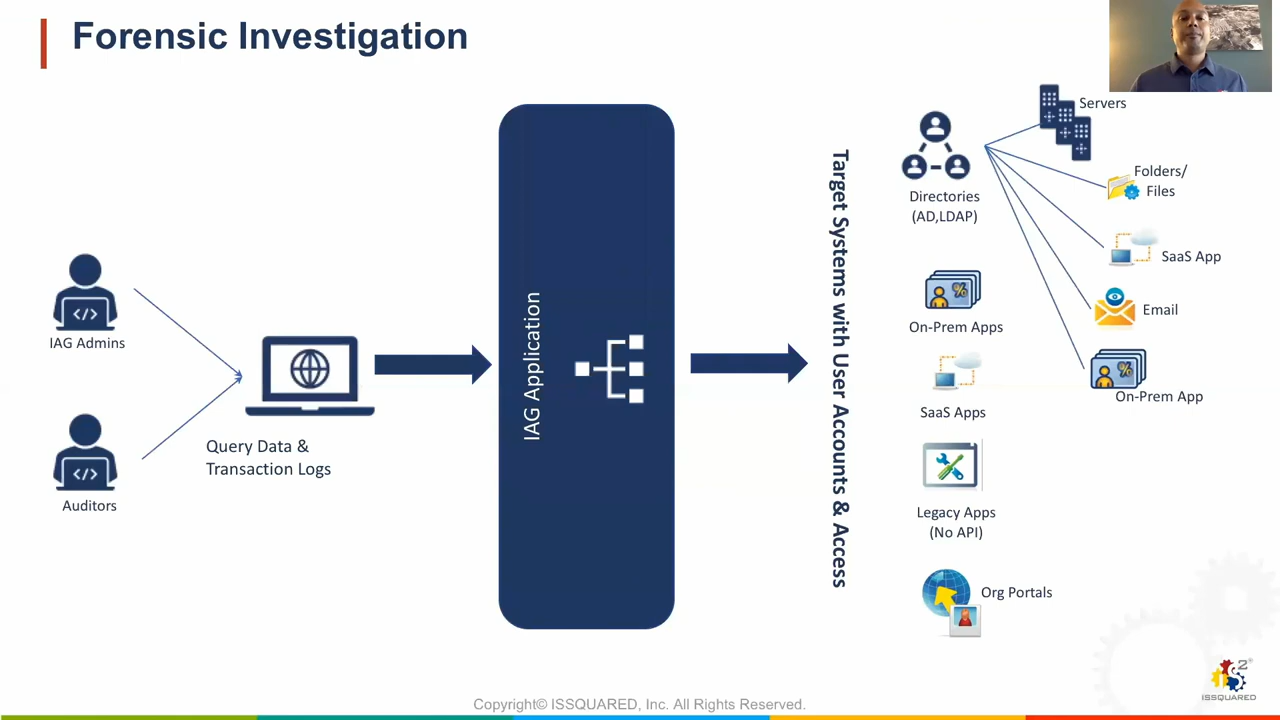 Forensic Investigation
IAG Admins
Auditors
Query Data &
Transaction Logs
IAG Application
Target Systems with User Accounts & Access
Directories
(AD,LDAP)
On-Prem Apps
SaaS Apps
Legacy Apps
(No API)
Org Portals
Servers
Folders/
Files
SaaS App
Email
On-Prem App
2®
ISSQUARED
Copyright© ISSQUARED, Inc. All Rights Reserved.